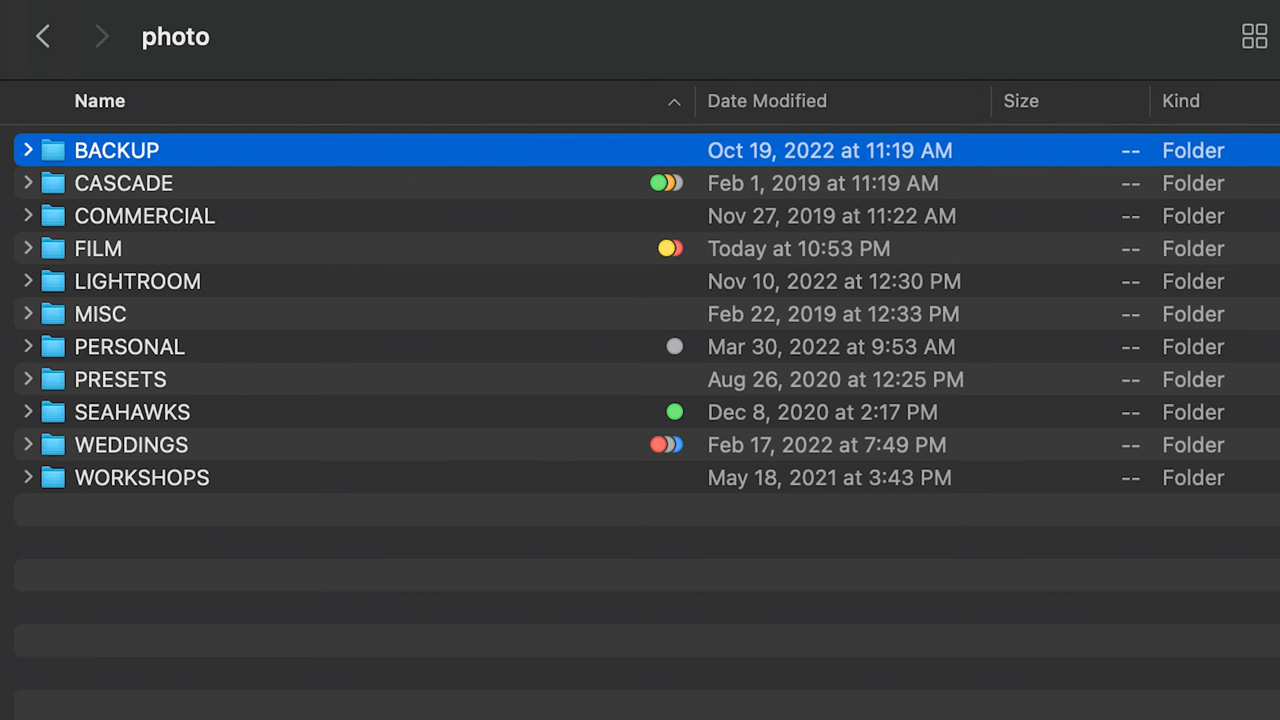 photo
Name Date Modified Size Kind
BACKUP Oct 19, 2022 at 11:19 AM -- Folder
CASCADE Feb 1, 2019 at 11:19 AM -- Folder
COMMERCIAL Nov 27, 2019 at 11:22 AM -- Folder
FILM Today at 10:53 PM -- Folder
LIGHTROOM Nov 10, 2022 at 12:30 PM -- Folder
MISC Feb 22, 2019 at 12:33 PM -- Folder
PERSONAL Mar 30, 2022 at 9:53 AM -- Folder
PRESETS Aug 26, 2020 at 12:25 PM -- Folder
SEAHAWKS Dec 8, 2020 at 2:17 PM -- Folder
WEDDINGS Feb 17, 2022 at 7:49 PM -- Folder
WORKSHOPS May 18, 2021 at 3:43 PM -- Folder